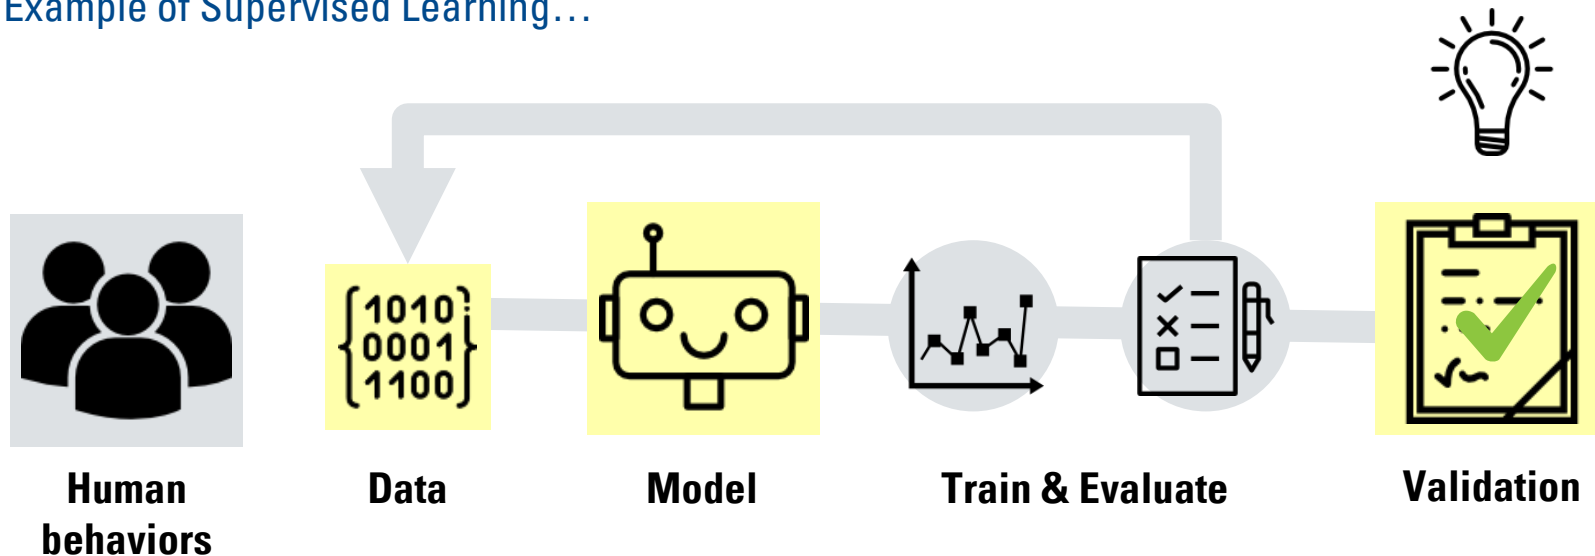 Example of Supervised Learning...
1010
0001
1100
Human
behaviors
Data
Model
Train & Evaluate
Validation